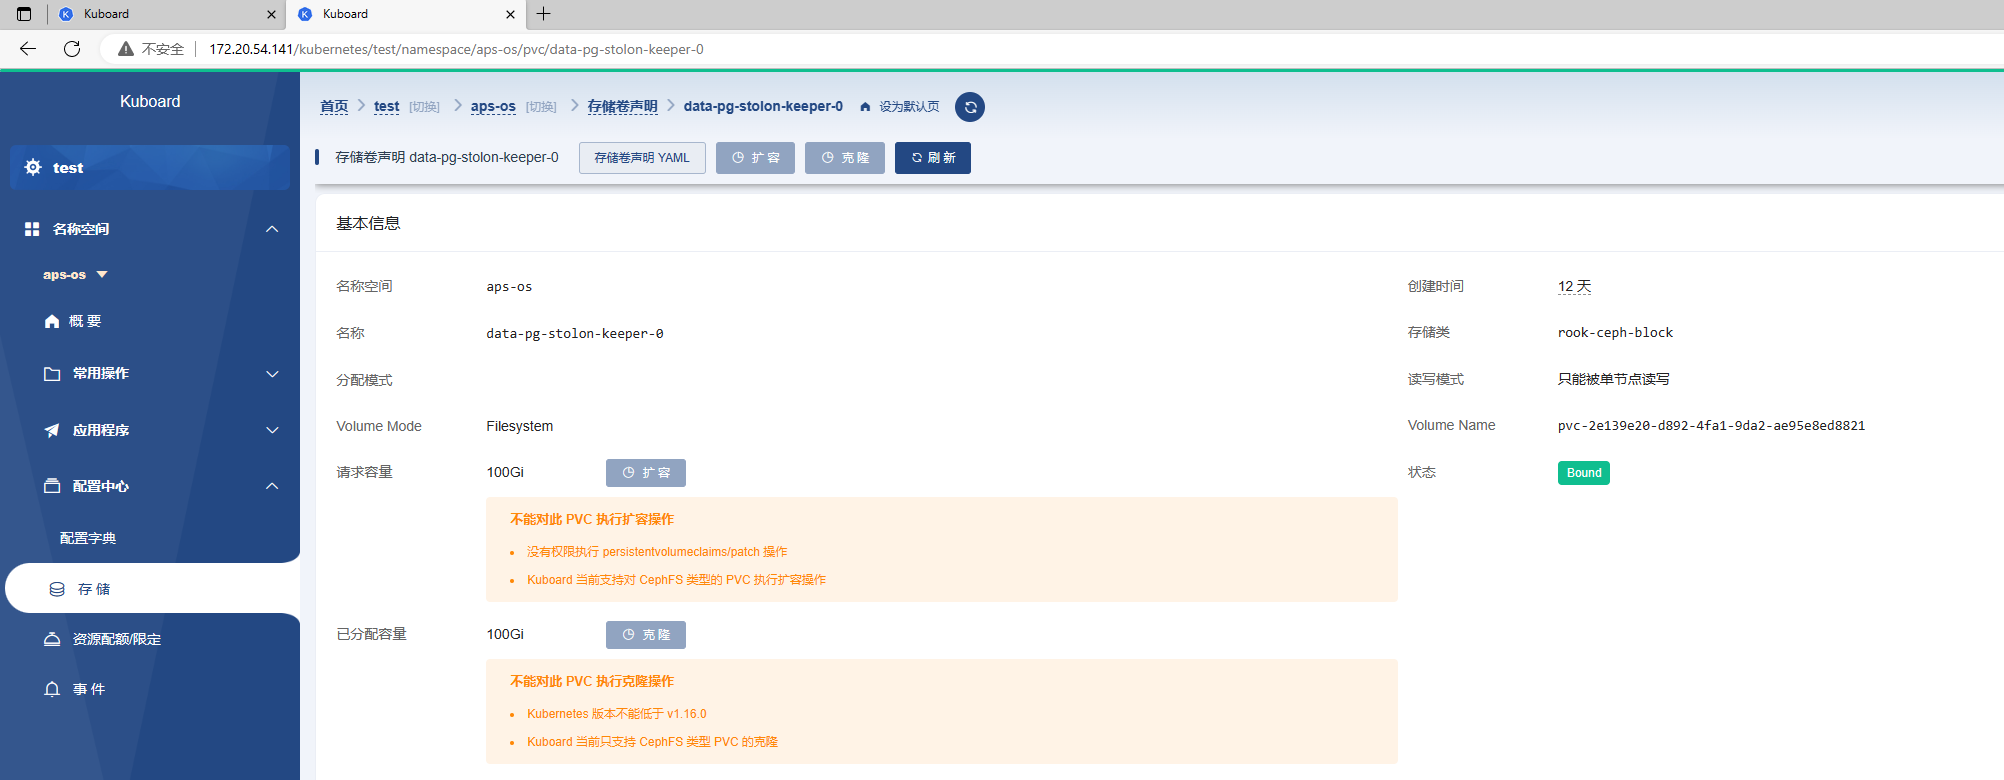 Kuboard
Kuboard
不安全
172.20.54.141/kubernetes/test/namespace/aps-os/pvc/data-pg-stolon-keeper-0
Kuboard
test
名称空间
aps-os
概 要
常用操作
应用程序
配置中心
配置字典
存 储
资源配额/限定
事 件
首页 test [切换] aps-os [切换] 存储卷声明 data-pg-stolon-keeper-0 设为默认页
存储卷声明 data-pg-stolon-keeper-0 存储卷声明 YAML 扩 容 克 隆 刷 新
基本信息
名称空间 aps-os
名称 data-pg-stolon-keeper-0
分配模式
Volume Mode Filesystem
请求容量 100Gi 扩 容
不能对此 PVC 执行扩容操作
• 没有权限执行 persistentvolumeclaims/patch 操作
• Kuboard 当前支持对 CephFS 类型的 PVC 执行扩容操作
已分配容量 100Gi 克 隆
不能对此 PVC 执行克隆操作
• Kubernetes 版本不能低于 v1.16.0
• Kuboard 当前只支持 CephFS 类型 PVC 的克隆
创建时间 12 天
存储类 rook-ceph-block
读写模式 只能被单节点读写
Volume Name pvc-2e139e20-d892-4fa1-9da2-ae95e8ed8821
状态 Bound